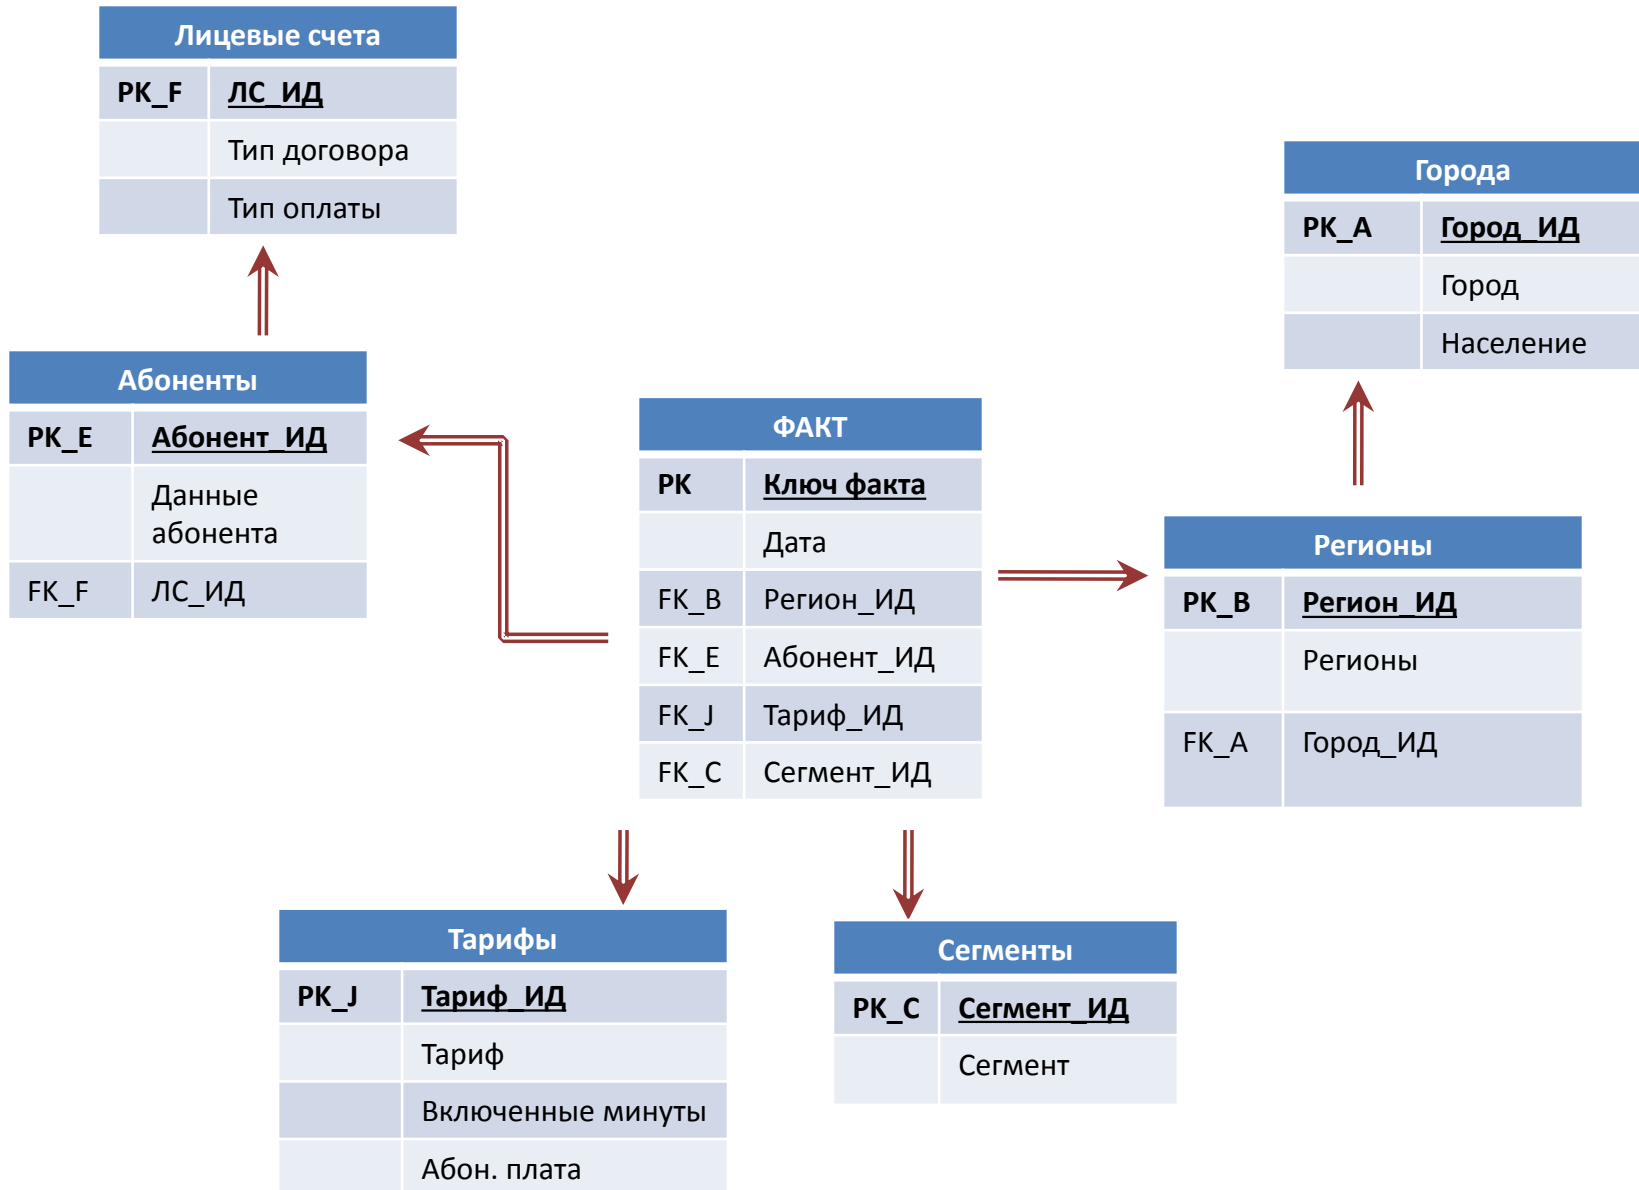 Лицевые счета
PK_F ЛС_ИД
Тип договора
Тип оплаты
Города
PK_A Город_ИД
Город
Население
Абоненты
PK_E Абонент_ИД
Данные
абонента
FK_F ЛС_ИД
ФАКТ
PK Ключ факта
Дата
FK_B Регион_ИД
FK_E Абонент_ИД
FK_J Тариф_ИД
FK_C Сегмент_ИД
Регионы
PK_B Регион_ИД
Регионы
FK_A Город_ИД
Тарифы
PK_J Тариф_ИД
Тариф
Включенные минуты
Абон. плата
Сегменты
PK_C Сегмент_ИД
Сегмент